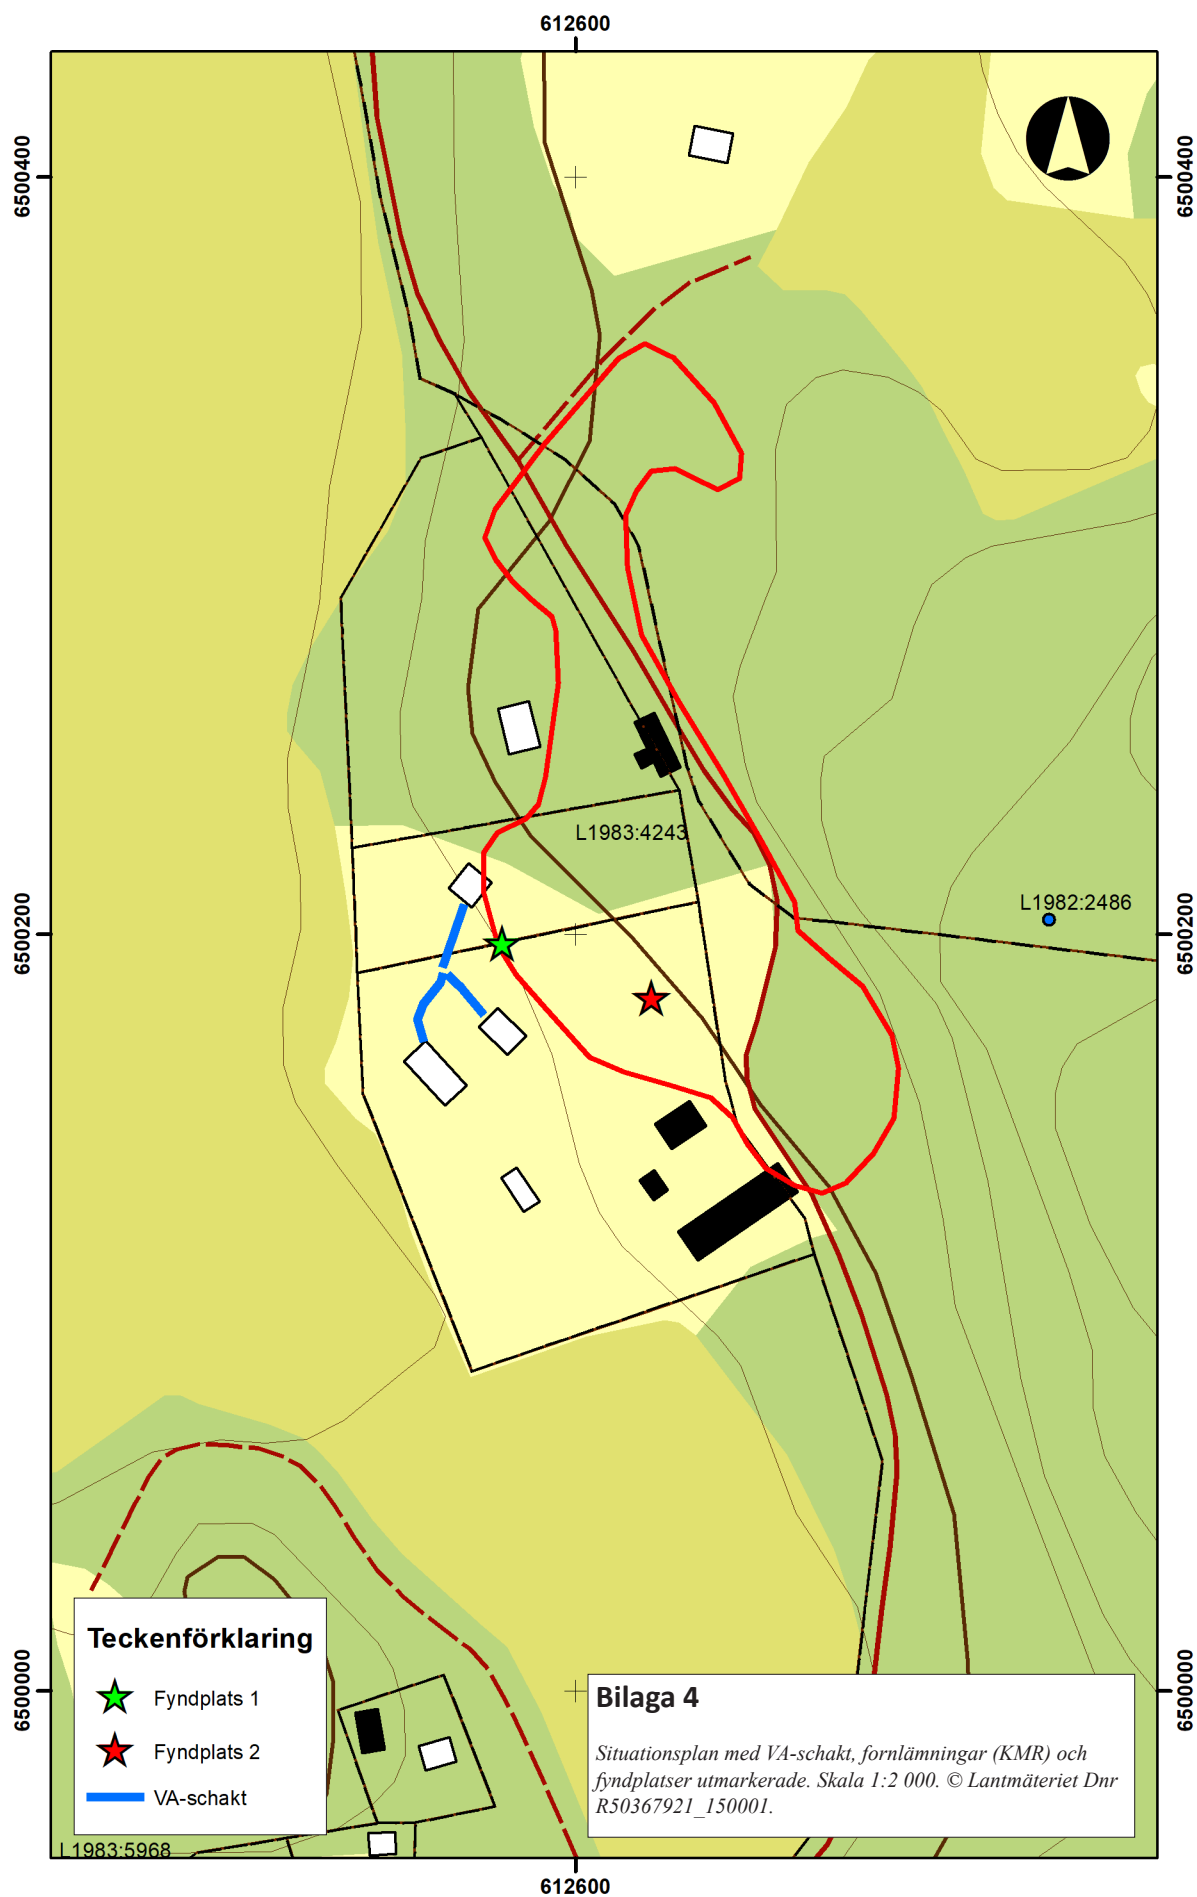 612600
6500400
6500400
L1983:4243
L1982:2486
6500200
6500200
Teckenförklaring
Fyndplats 1
Fyndplats 2
VA-schakt
Bilaga 4
Situationsplan med VA-schakt, fornlämningar (KMR) och
fyndplatser utmarkerade. Skala 1:2 000. © Lantmäteriet Dnr
R50367921_150001.
6500000
6500000
L1983:5968
612600